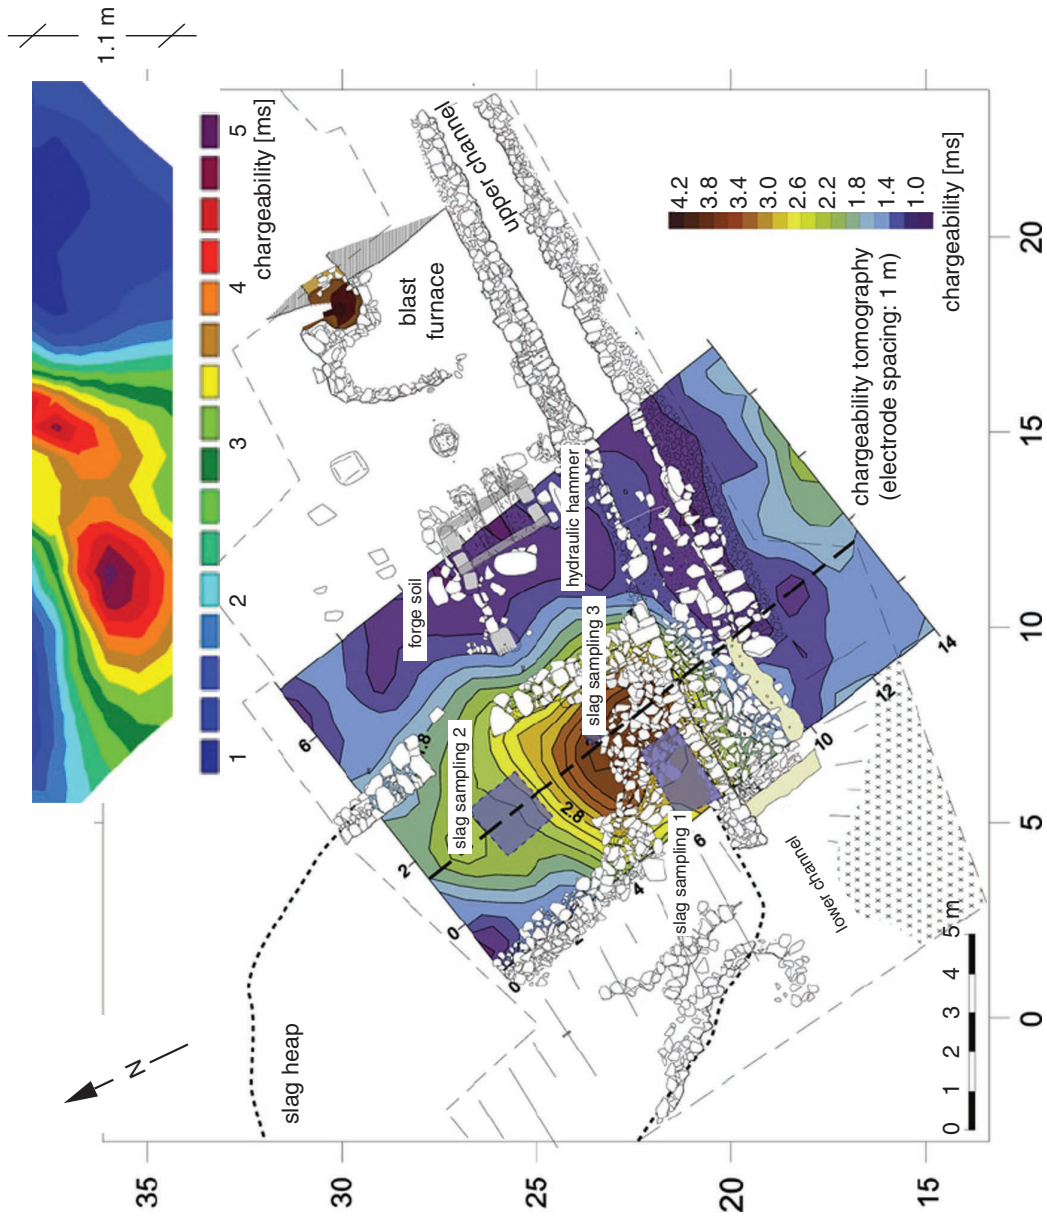 1.1 m
1
2
3
4
5
chargeability [ms]
35
30
25
20
15
0
5
10
15
20
N
slag heap
blast
furnace
upper channel
forge soil
hydraulic hammer
slag sampling 2
slag sampling 3
slag sampling 1
lower channel
0
2
6
0
4
6
10
12
14
.8
2.8
4.2
3.8
3.4
3.0
2.6
2.2
1.8
1.4
1.0
chargeability [ms]
chargeability tomography
(electrode spacing: 1 m)
0 1 2 3 4 5 m